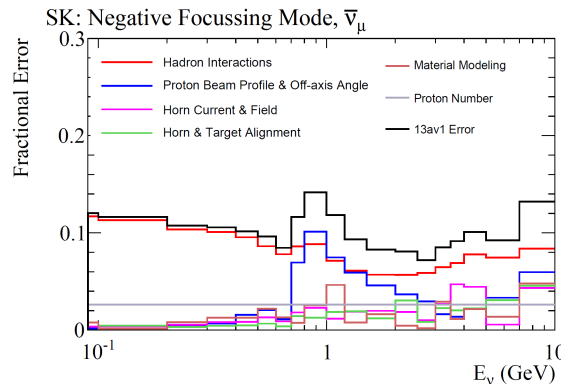 SK: Negative Focussing Mode, ν̄_μ
Fractional Error
0.3
0.2
0.1
0
Hadron Interactions
Proton Beam Profile & Off-axis Angle
Horn Current & Field
Horn & Target Alignment
Material Modeling
Proton Number
13av1 Error
10⁻¹
1
10
E_ν (GeV)